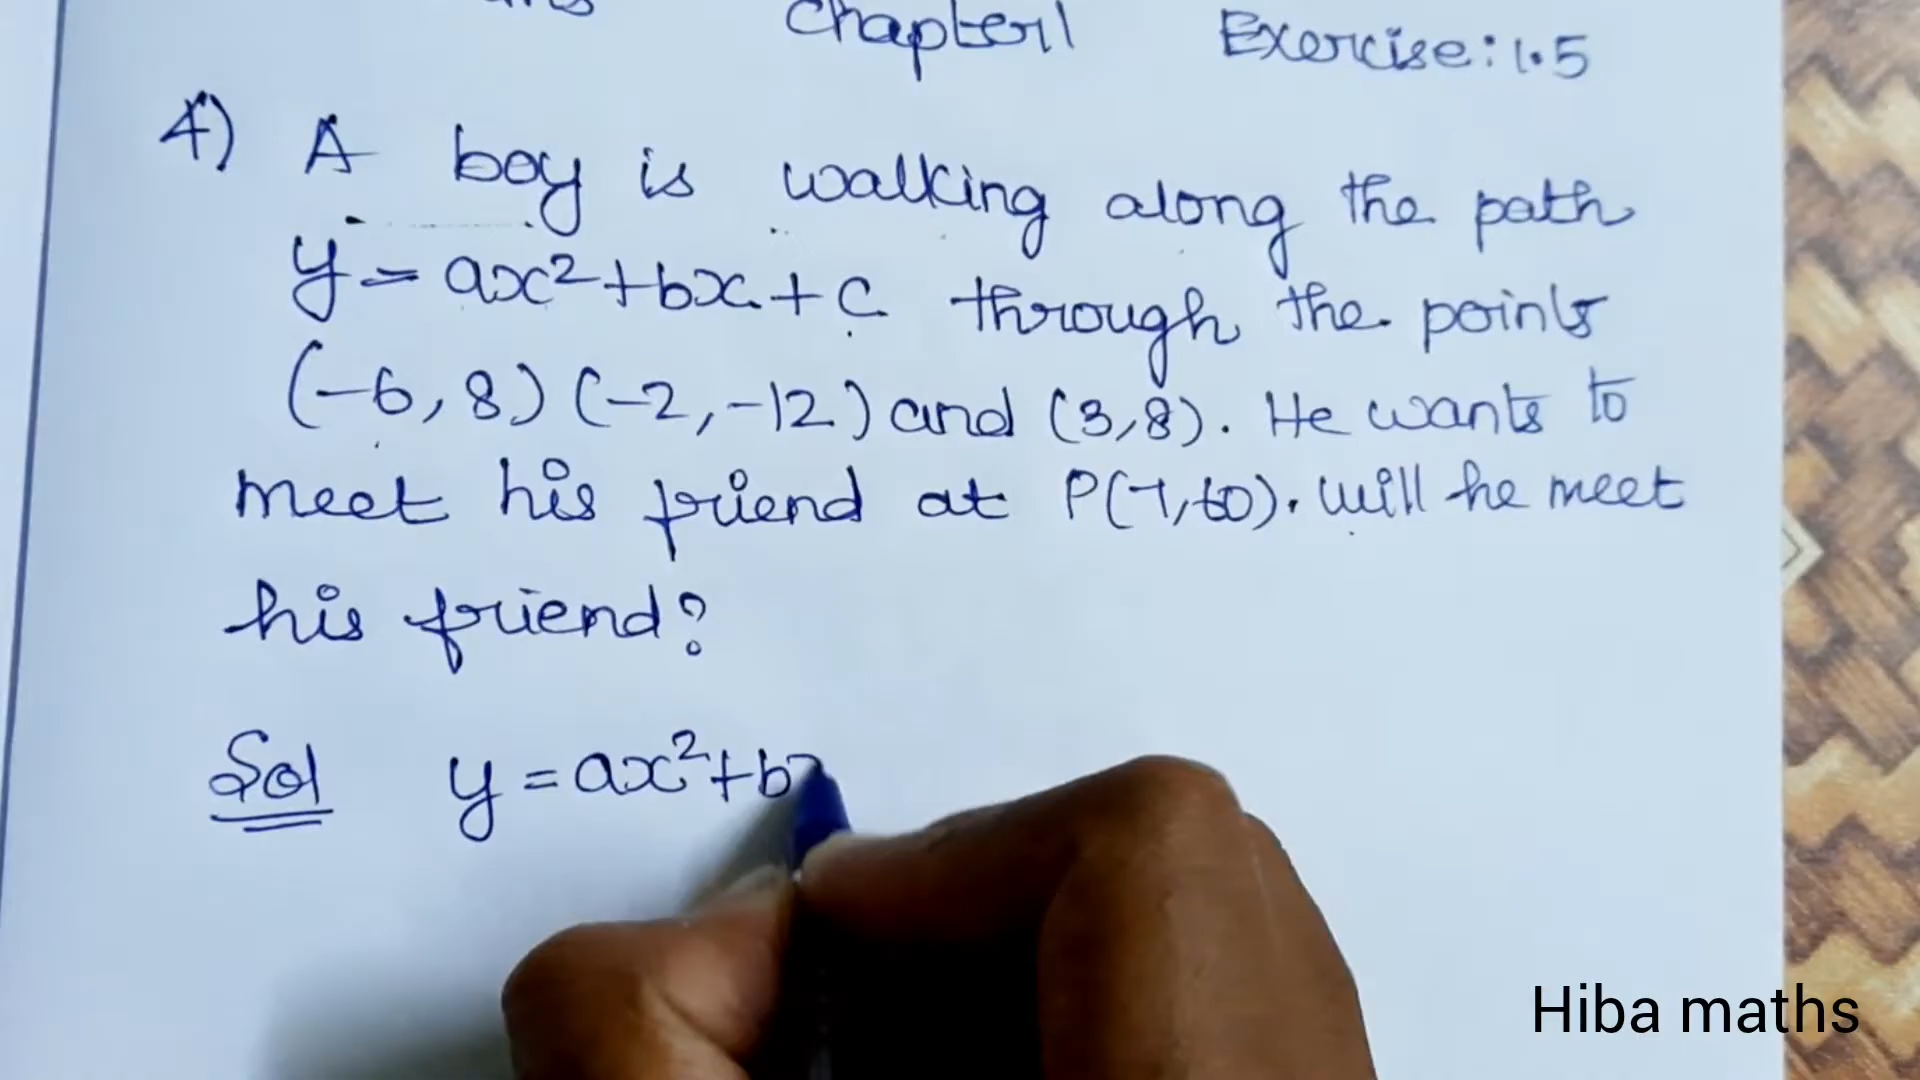 Chapter 1 Exercise: 1.5
4) A boy is walking along the path
y = ax² + bx + c through the points
(-6, 8) (-2, -12) and (3, 8). He wants to
meet his friend at P(7, 60). Will he meet
his friend?
Sol y = ax² + b
Hiba maths